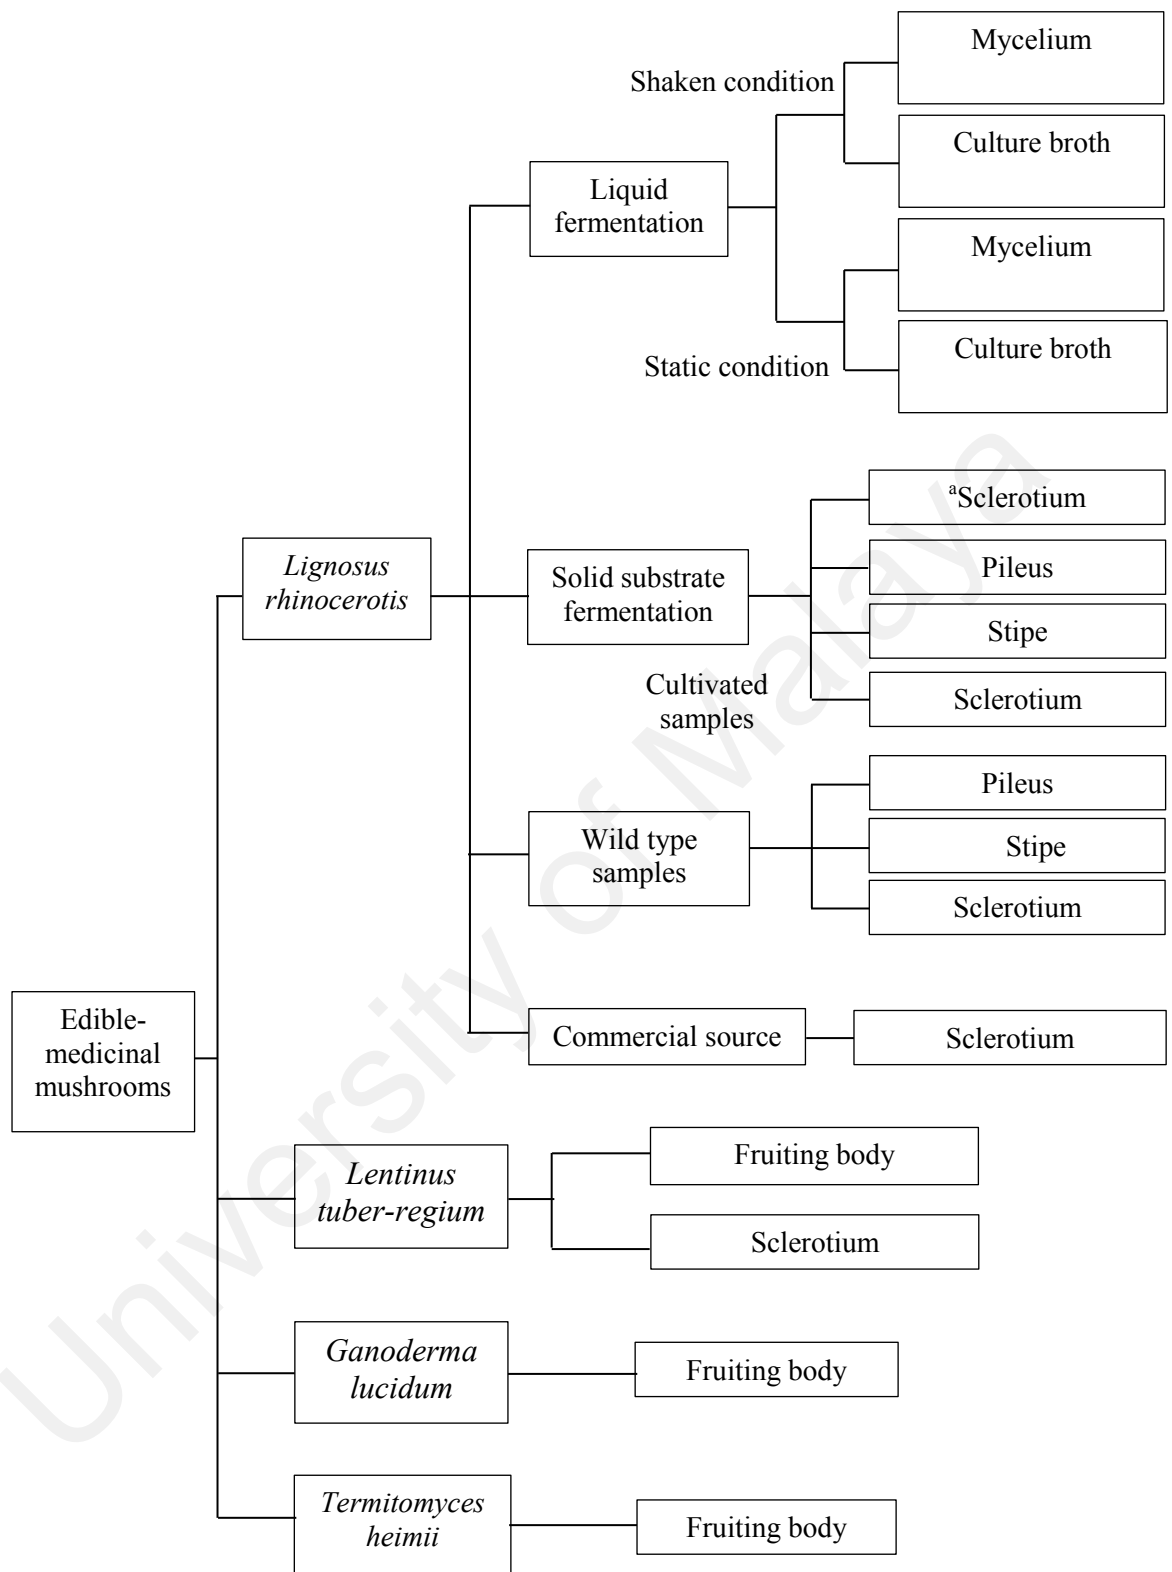 Mycelium
Shaken condition
Culture broth
Liquid
fermentation
Mycelium
Static condition
Culture broth
aSclerotium
Lignosus
rhinocerotis
Solid substrate
fermentation
Pileus
Stipe
Cultivated
samples
Sclerotium
Pileus
Wild type
samples
Stipe
Sclerotium
Edible-
medicinal
mushrooms
Commercial source
Sclerotium
Lentinus
tuber-regium
Fruiting body
Sclerotium
Ganoderma
lucidum
Fruiting body
Termitomyces
heimii
Fruiting body
University of Malaya